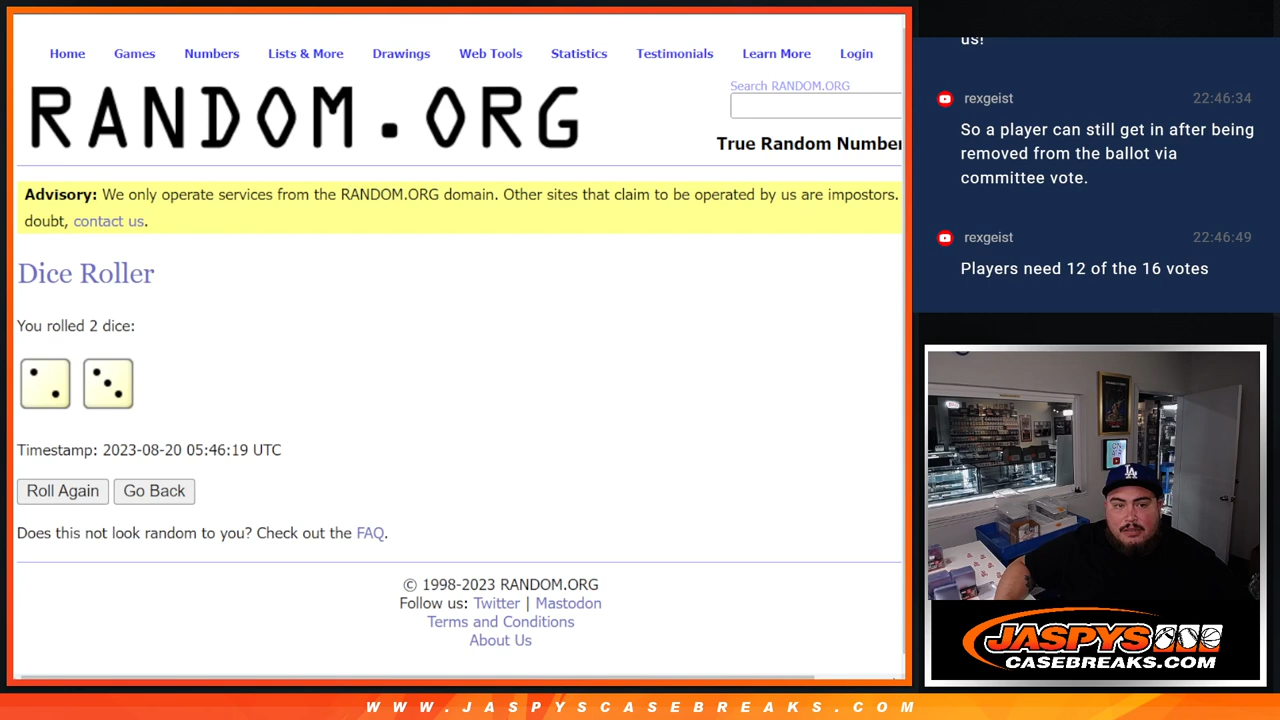 Home Games Numbers Lists & More Drawings Web Tools Statistics Testimonials Learn More Login
RANDOM.ORG
Search RANDOM.ORG
True Random Number
Advisory: We only operate services from the RANDOM.ORG domain. Other sites that claim to be operated by us are impostors.
doubt, contact us.
Dice Roller
You rolled 2 dice:
Timestamp: 2023-08-20 05:46:19 UTC
Roll Again Go Back
Does this not look random to you? Check out the FAQ.
© 1998-2023 RANDOM.ORG
Follow us: Twitter | Mastodon
Terms and Conditions
About Us
us!
rexgeist 22:46:34
So a player can still get in after being
removed from the ballot via
committee vote.
rexgeist 22:46:49
Players need 12 of the 16 votes
LA
JASPYS
CASEBREAKS.COM
WWW.JASPYSCASEBREAKS.COM